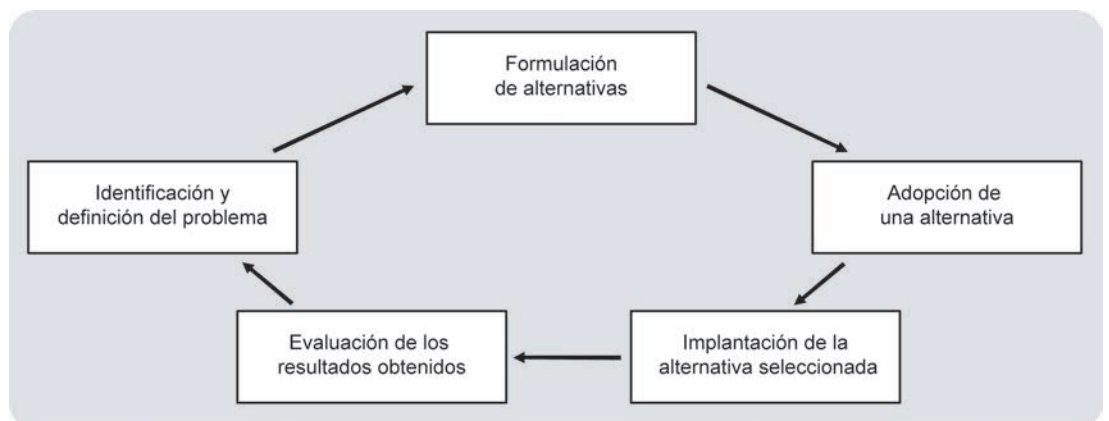 Formulación
de alternativas
Identificación y
definición del problema
Adopción de
una alternativa
Evaluación de los
resultados obtenidos
Implantación de la
alternativa seleccionada